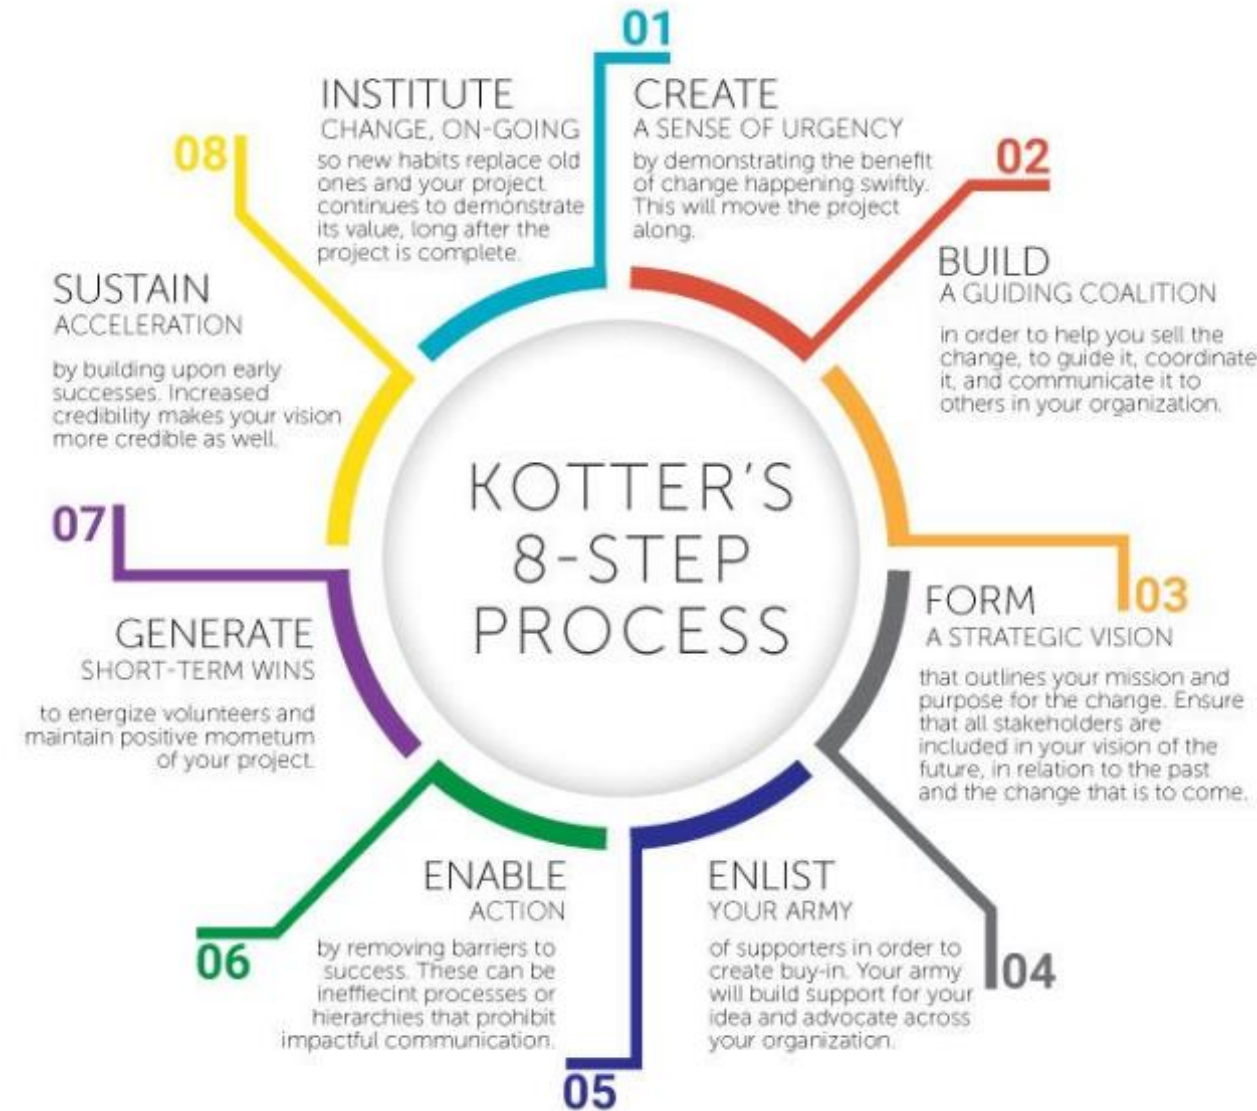 KOTTER'S
8-STEP
PROCESS
01
CREATE
A SENSE OF URGENCY
by demonstrating the benefit
of change happening swiftly.
This will move the project
along.
02
BUILD
A GUIDING COALITION
in order to help you sell the
change, to guide it, coordinate
it, and communicate it to
others in your organization.
03
FORM
A STRATEGIC VISION
that outlines your mission and
purpose for the change. Ensure
that all stakeholders are
included in your vision of the
future, in relation to the past
and the change that is to come.
04
ENLIST
YOUR ARMY
of supporters in order to
create buy-in. Your army
will build support for your
idea and advocate across
your organization.
05
ENABLE
ACTION
by removing barriers to
success. These can be
ineffiecint processes or
hierarchies that prohibit
impactful communication.
06
GENERATE
SHORT-TERM WINS
to energize volunteers and
maintain positive mometum
of your project.
07
SUSTAIN
ACCELERATION
by building upon early
successes. Increased
credibility makes your vision
more credible as well.
08
INSTITUTE
CHANGE, ON-GOING
so new habits replace old
ones and your project
continues to demonstrate
its value, long after the
project is complete.